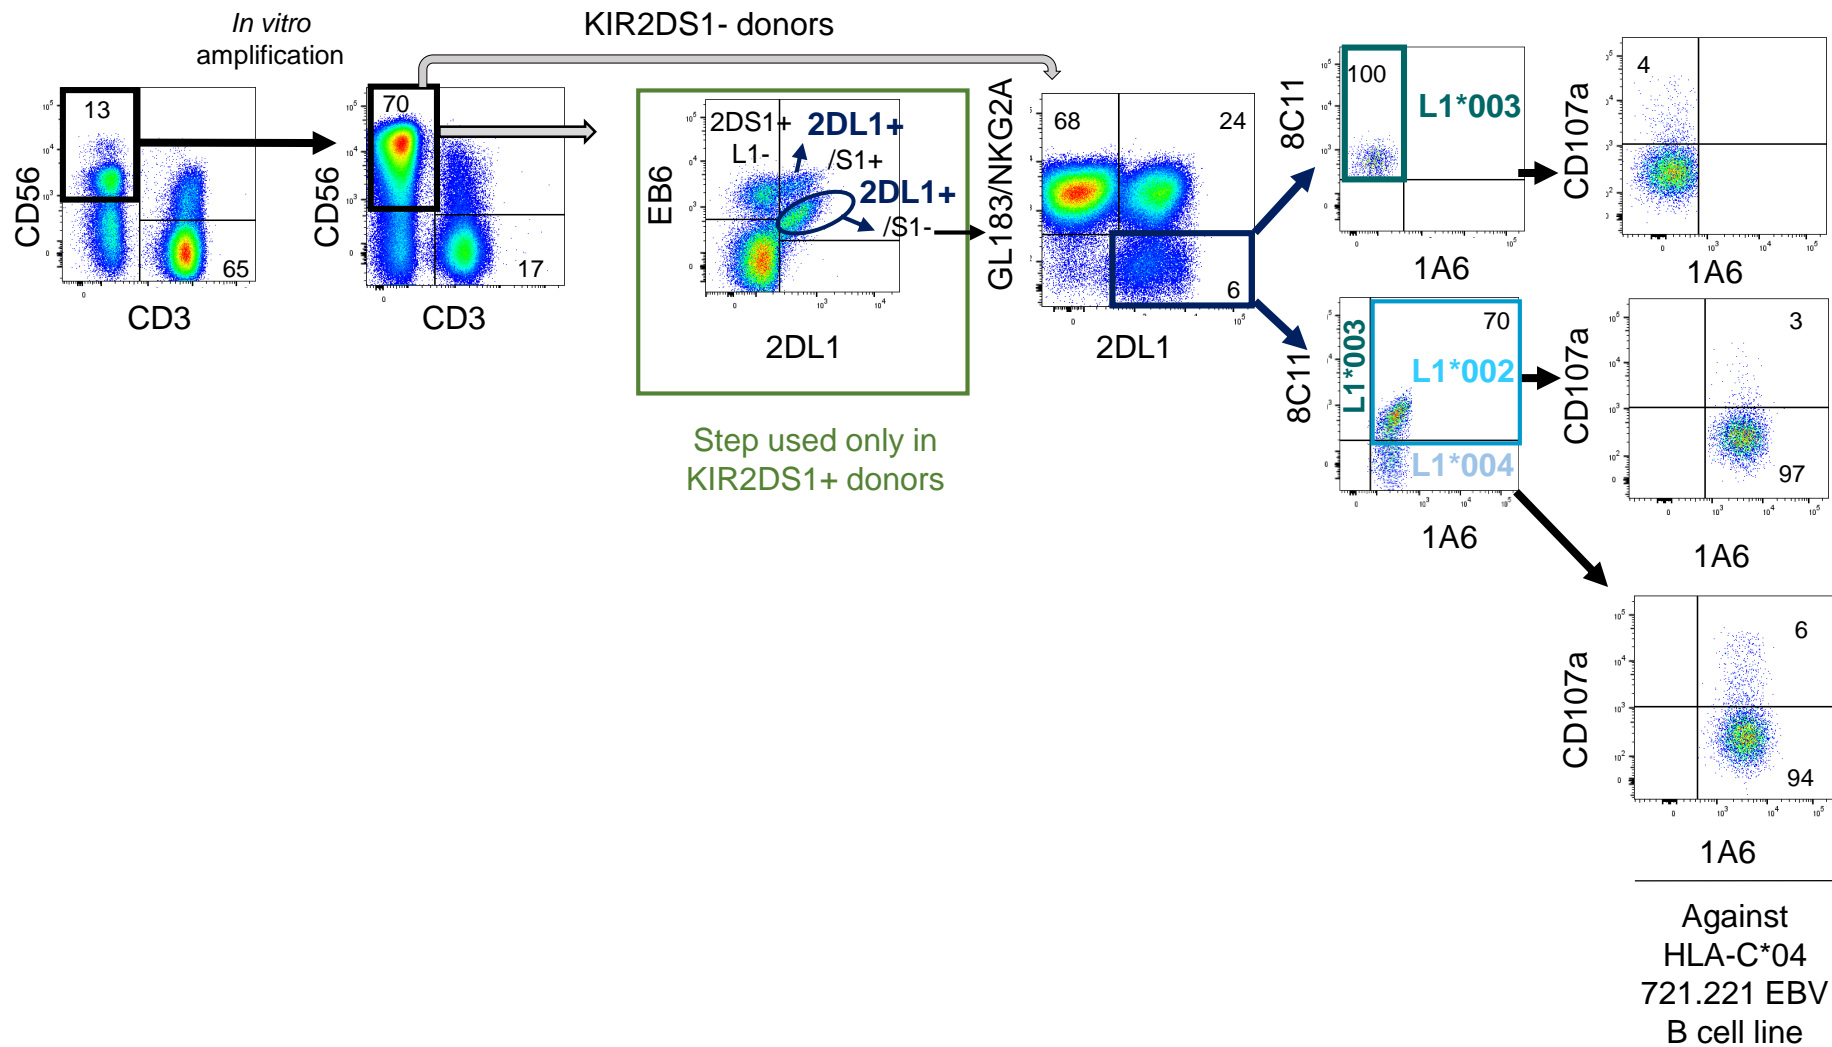 In vitro
amplification
KIR2DS1- donors
13
65
CD56
CD3
70
17
CD56
CD3
2DS1+
L1-
2DL1+
/S1+
2DL1+
/S1-
EB6
2DL1
Step used only in
KIR2DS1+ donors
68
24
6
GL183/NKG2A
2DL1
100
L1*003
8C11
1A6
4
CD107a
1A6
L1*003
70
L1*002
L1*004
8C11
1A6
3
97
CD107a
1A6
6
94
CD107a
1A6
Against
HLA-C*04
721.221 EBV
B cell line